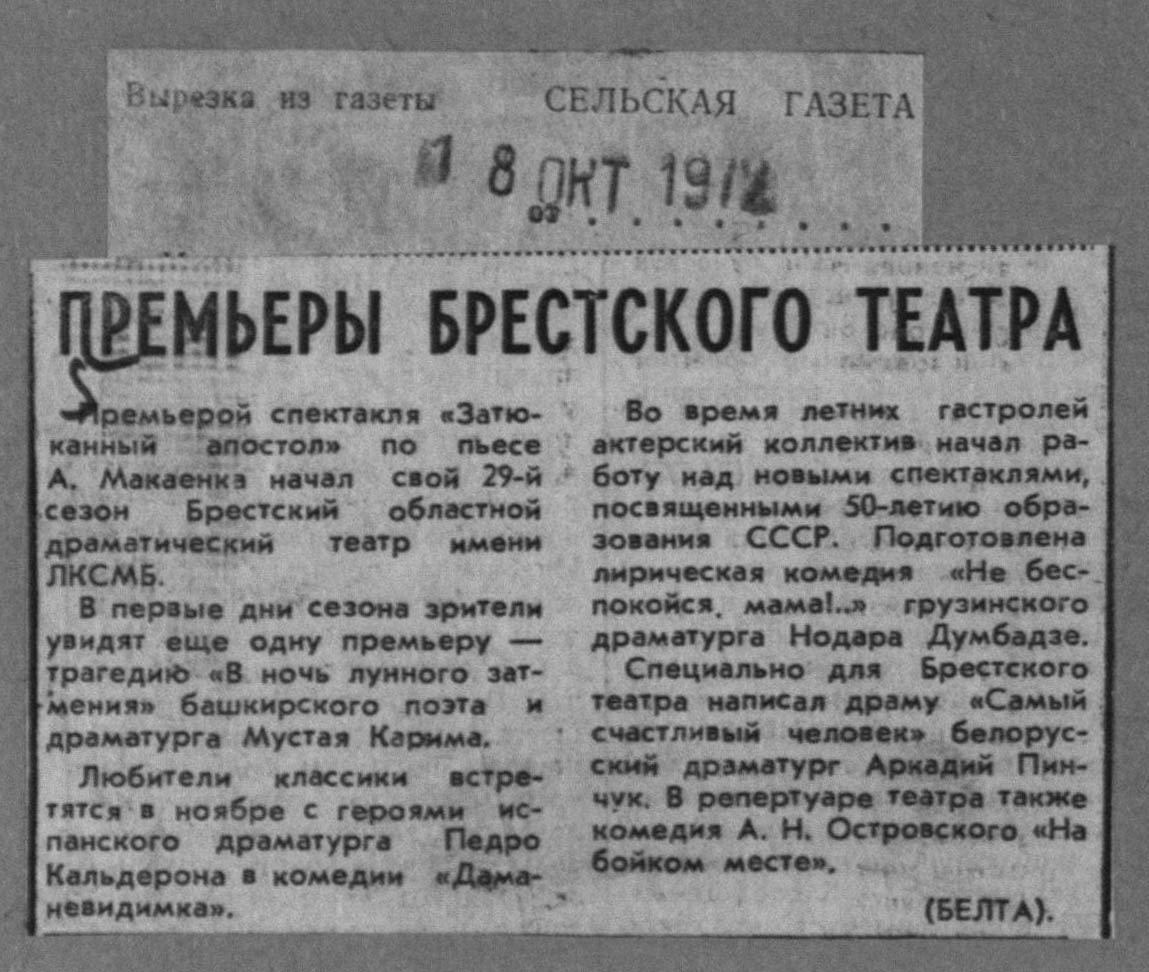 Вырезка из газеты СЕЛЬСКАЯ ГАЗЕТА
18 ОКТ 1972
от . . . . . . . . .
ПРЕМЬЕРЫ БРЕСТСКОГО ТЕАТРА
Премьерой спектакля «Затю-
канный апостол» по пьесе
А. Макаенка начал свой 29-й
сезон Брестский областной
драматический театр имени
ЛКСМБ.
В первые дни сезона зрители
увидят еще одну премьеру —
трагедию «В ночь лунного зат-
мения» башкирского поэта и
драматурга Мустая Карима.
Любители классики встре-
тятся в ноябре с героями ис-
панского драматурга Педро
Кальдерона в комедии «Дама-
невидимка».
Во время летних гастролей
актерский коллектив начал ра-
боту над новыми спектаклями,
посвященными 50-летию обра-
зования СССР. Подготовлена
лирическая комедия «Не бес-
покойся, мама!..» грузинского
драматурга Нодара Думбадзе.
Специально для Брестского
театра написал драму «Самый
счастливый человек» белорус-
ский драматург Аркадий Пин-
чук. В репертуаре театра также
комедия А. Н. Островского «На
бойком месте».
(БЕЛТА).